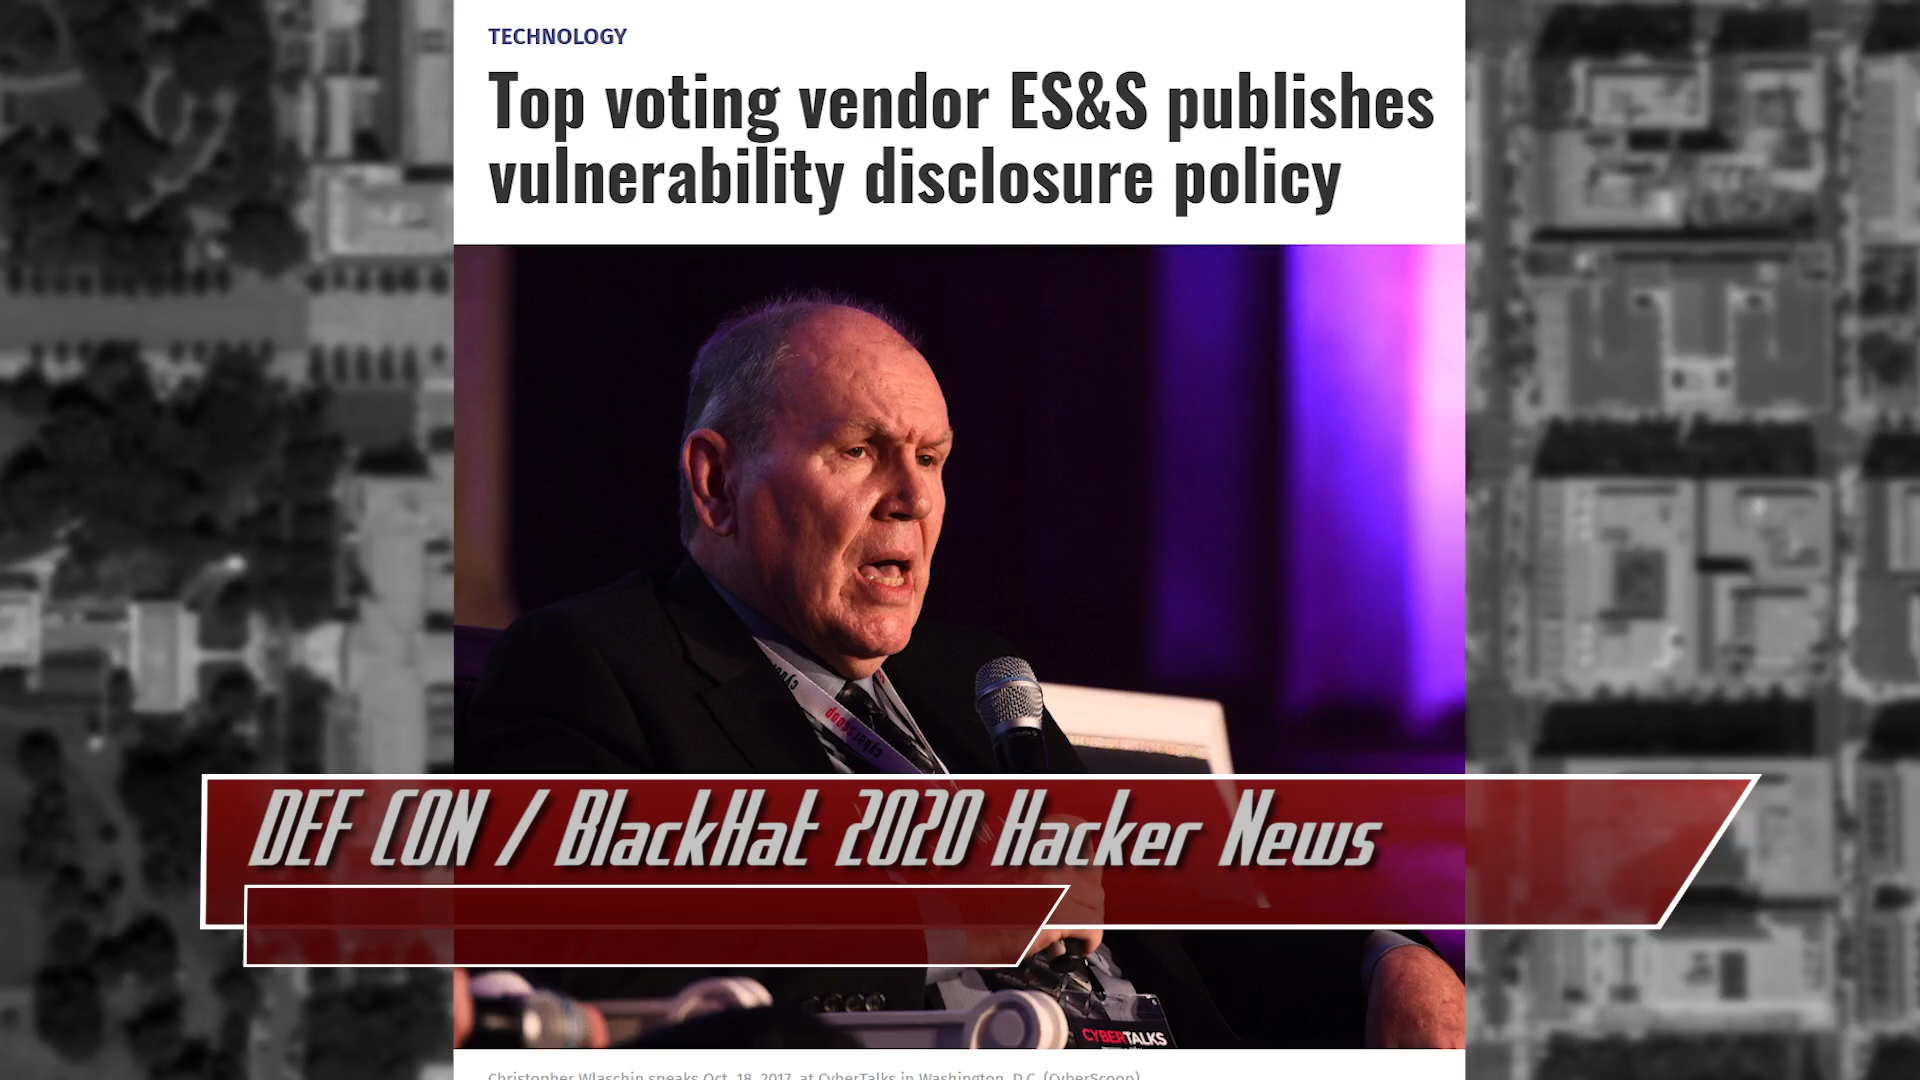 TECHNOLOGY
Top voting vendor ES&S publishes
vulnerability disclosure policy
cyberscoop
DEF CON / BlackHat 2020 Hacker News
CYBERTALKS
Christopher Wlaschin speaks Oct. 18, 2017, at CyberTalks in Washington, D.C. (CyberScoop)